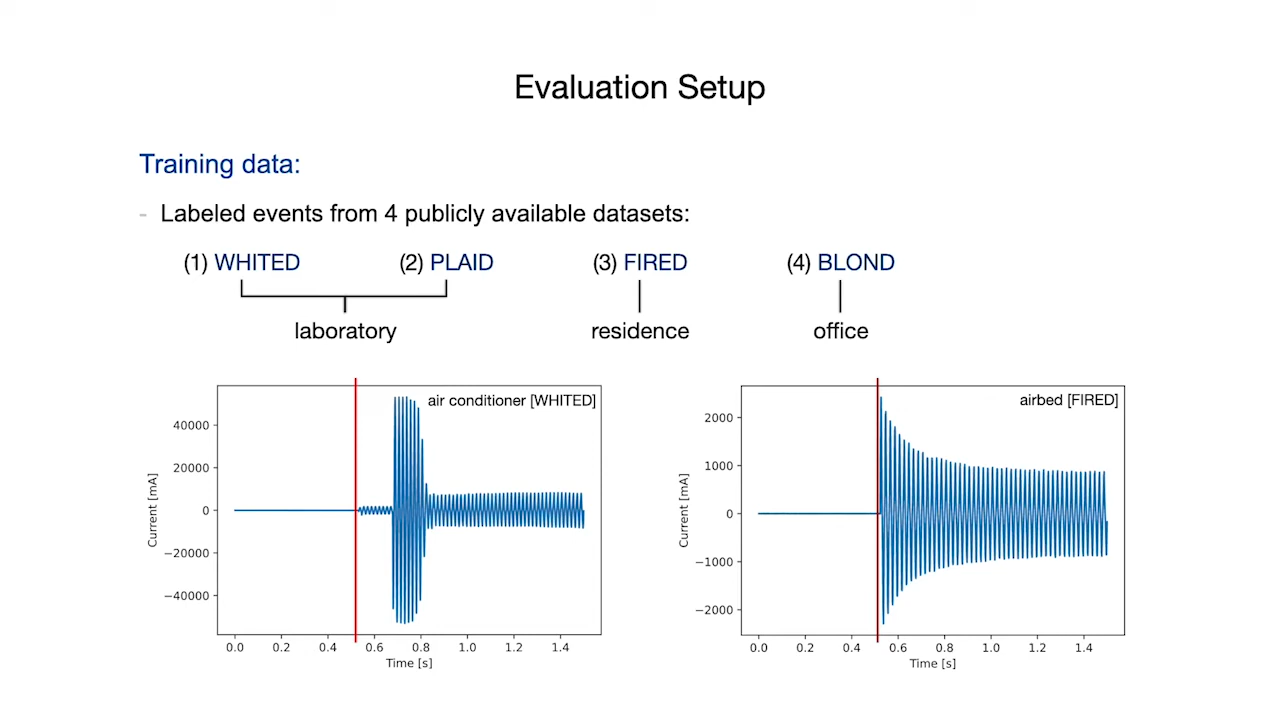 Evaluation Setup
Training data:
- Labeled events from 4 publicly available datasets:
(1) WHITED (2) PLAID (3) FIRED (4) BLOND
laboratory residence office
air conditioner [WHITED]
40000
20000
0
−20000
−40000
Current [mA]
0.0 0.2 0.4 0.6 0.8 1.0 1.2 1.4
Time [s]
airbed [FIRED]
2000
1000
0
−1000
−2000
Current [mA]
0.0 0.2 0.4 0.6 0.8 1.0 1.2 1.4
Time [s]